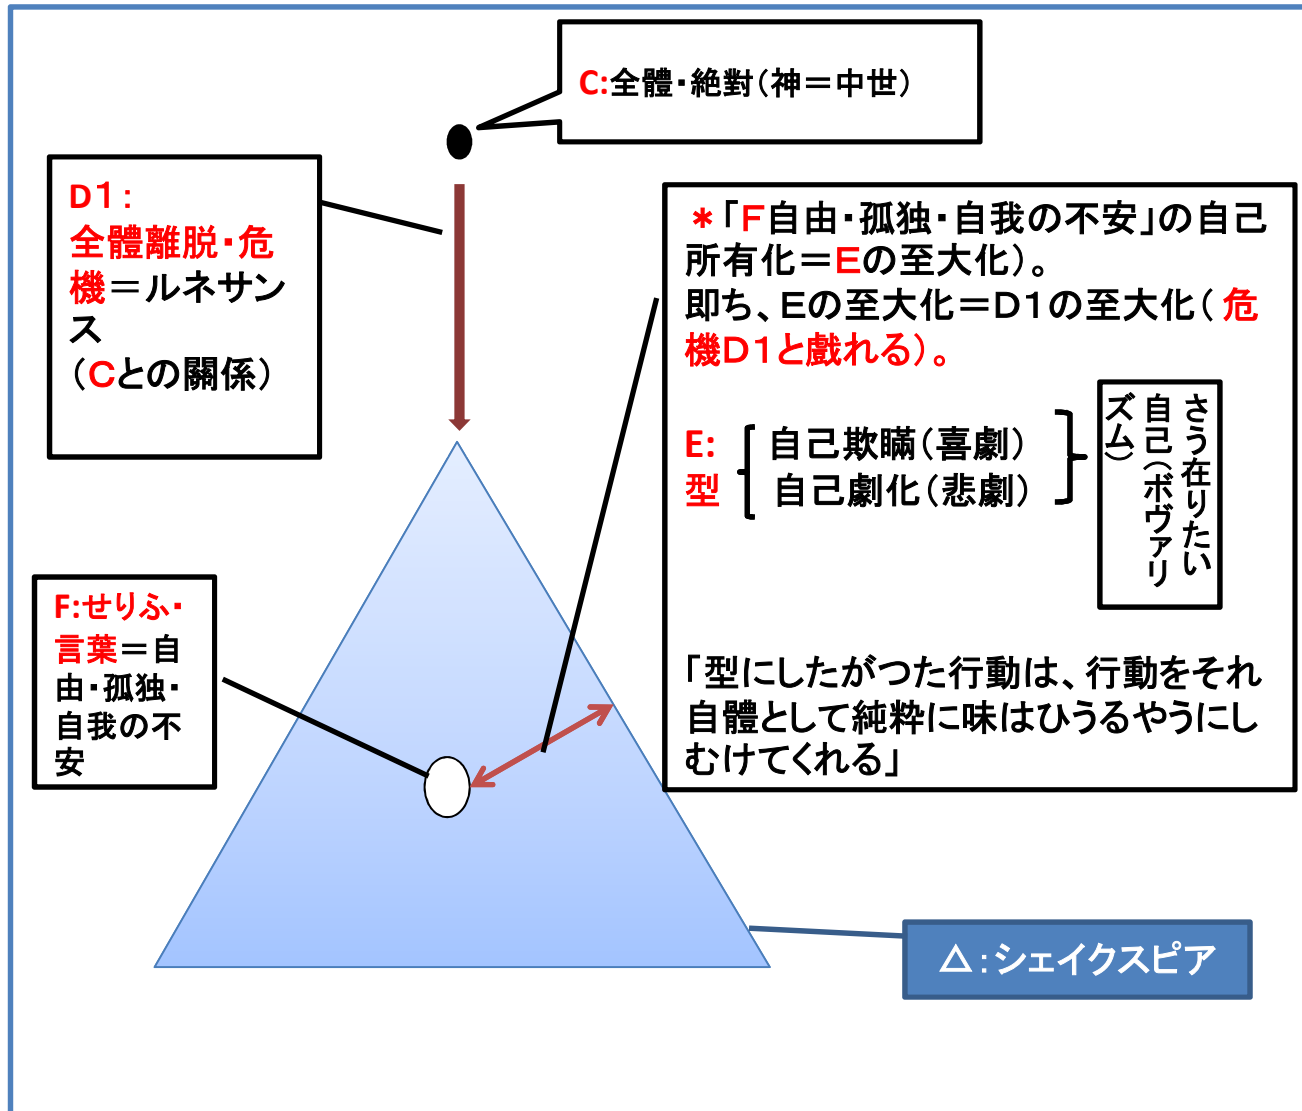 C:全體・絶對（神＝中世）
D１：
全體離脱・危
機＝ルネサン
ス
（Cとの關係）
＊「F自由・孤独・自我の不安」の自己
所有化＝Eの至大化）。
即ち、Eの至大化＝D１の至大化（危
機D１と戯れる）。
E:
型
自己欺瞞（喜劇）
自己劇化（悲劇）
さう在りたい
自己（ボヴァリ
ズム）
「型にしたがつた行動は、行動をそれ
自體として純粋に味はひうるやうにし
むけてくれる」
F:せりふ・
言葉＝自
由・孤独・
自我の不
安
△：シェイクスピア